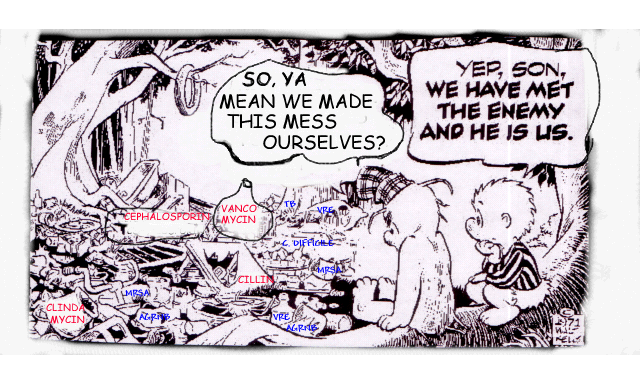 SO, YA
MEAN WE MADE
THIS MESS
OURSELVES?
YEP, SON,
WE HAVE MET
THE ENEMY
AND HE IS US.
CEPHALOSFORIN
VANCO
MYCIN
TB
VRE
C. DIFFICILE
MRSA
CILLIN
MRSA
CLINDA
MYCIN
VRE